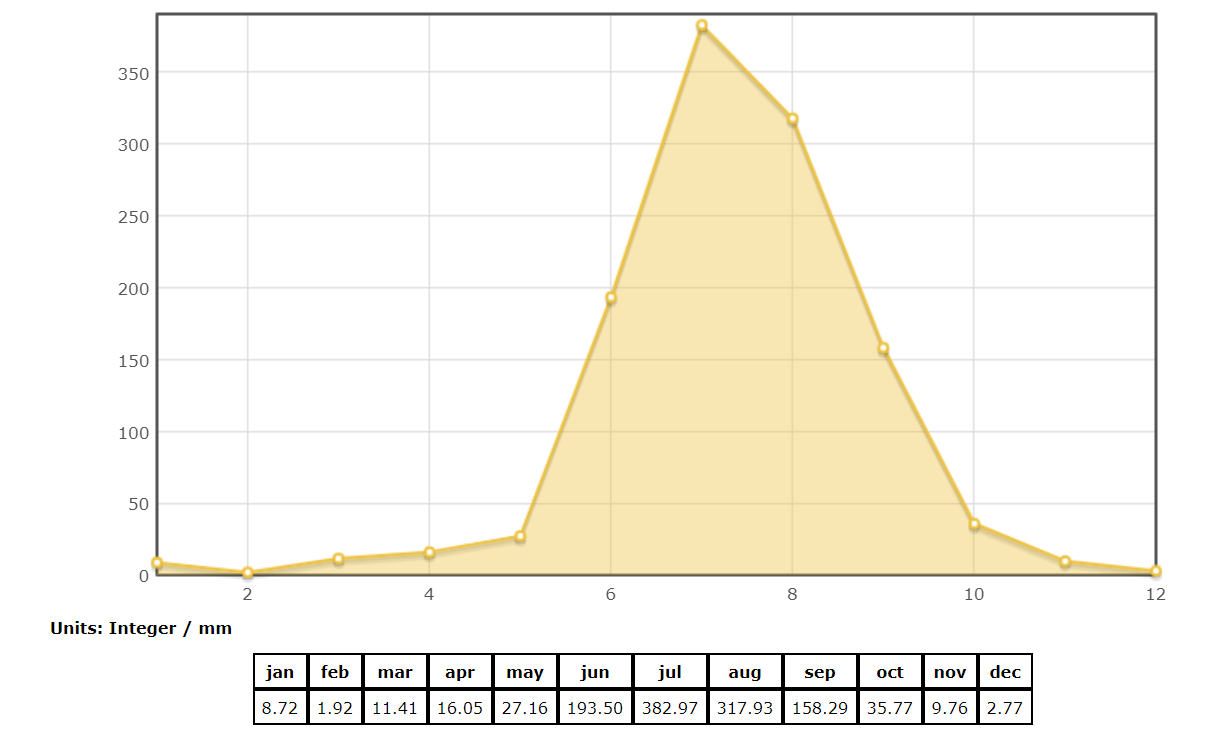 350
300
250
200
150
100
50
0
2 4 6 8 10 12
Units: Integer / mm
jan feb mar apr may jun jul aug sep oct nov dec
8.72 1.92 11.41 16.05 27.16 193.50 382.97 317.93 158.29 35.77 9.76 2.77